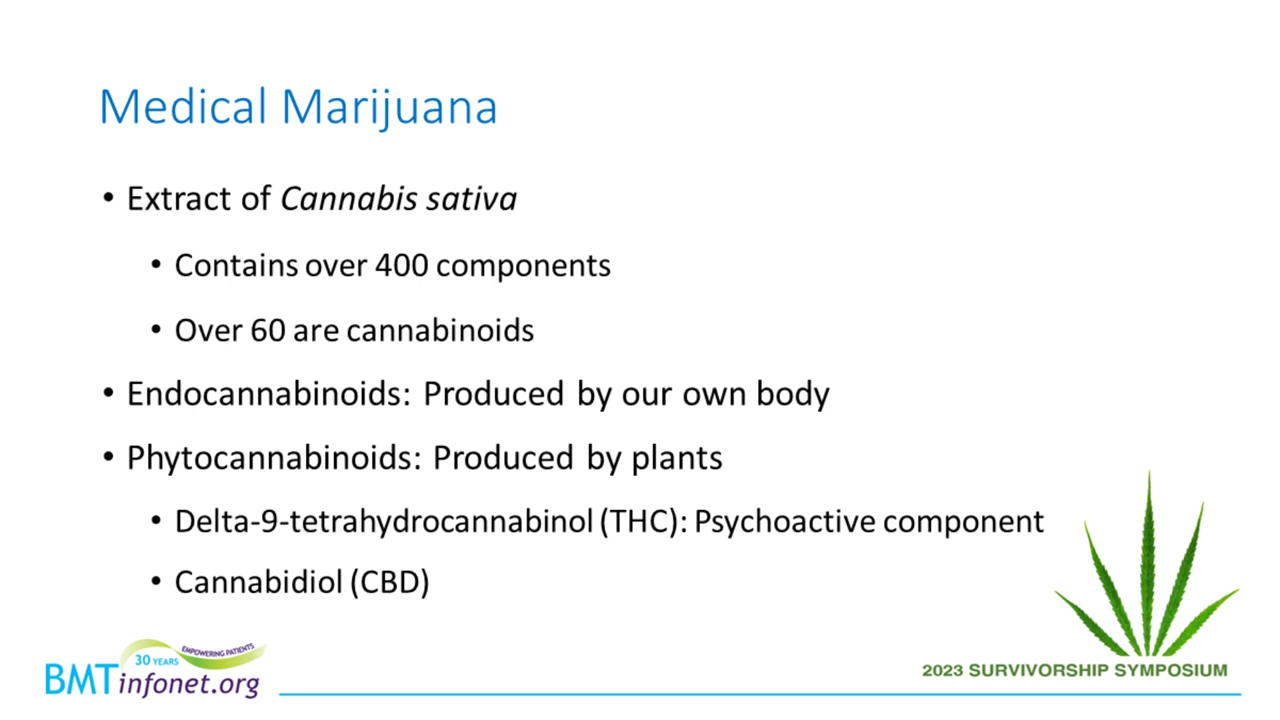 Medical Marijuana
• Extract of Cannabis sativa
• Contains over 400 components
• Over 60 are cannabinoids
• Endocannabinoids: Produced by our own body
• Phytocannabinoids: Produced by plants
• Delta-9-tetrahydrocannabinol (THC): Psychoactive component
• Cannabidiol (CBD)
30 YEARS EMPOWERING PATIENTS
BMTinfonet.org
2023 SURVIVORSHIP SYMPOSIUM